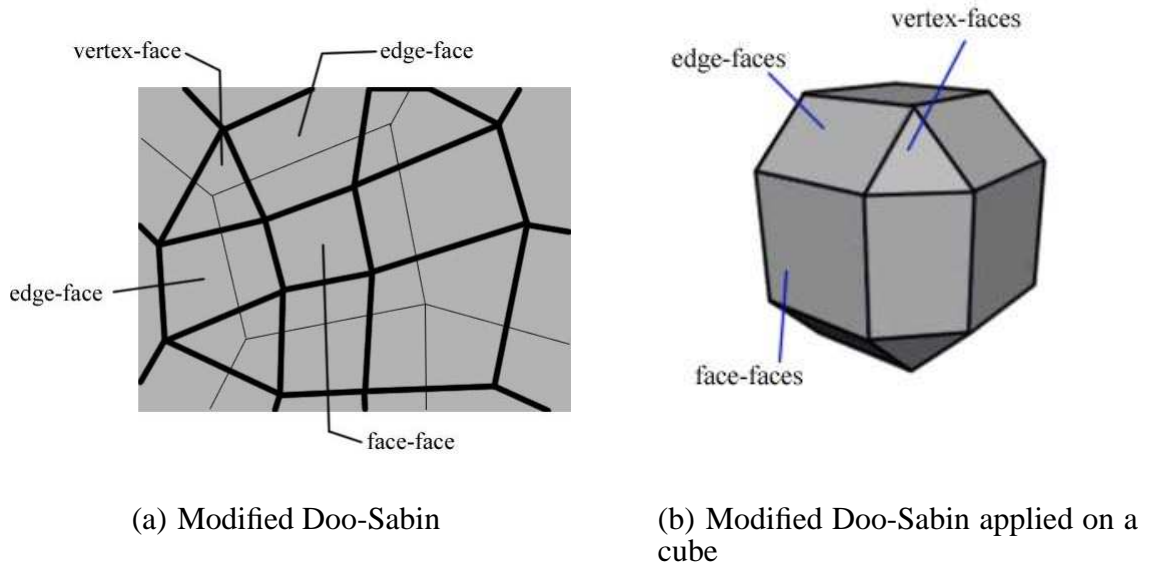 vertex-face
edge-face
edge-face
face-face
(a) Modified Doo-Sabin
vertex-faces
edge-faces
face-faces
(b) Modified Doo-Sabin applied on a
cube